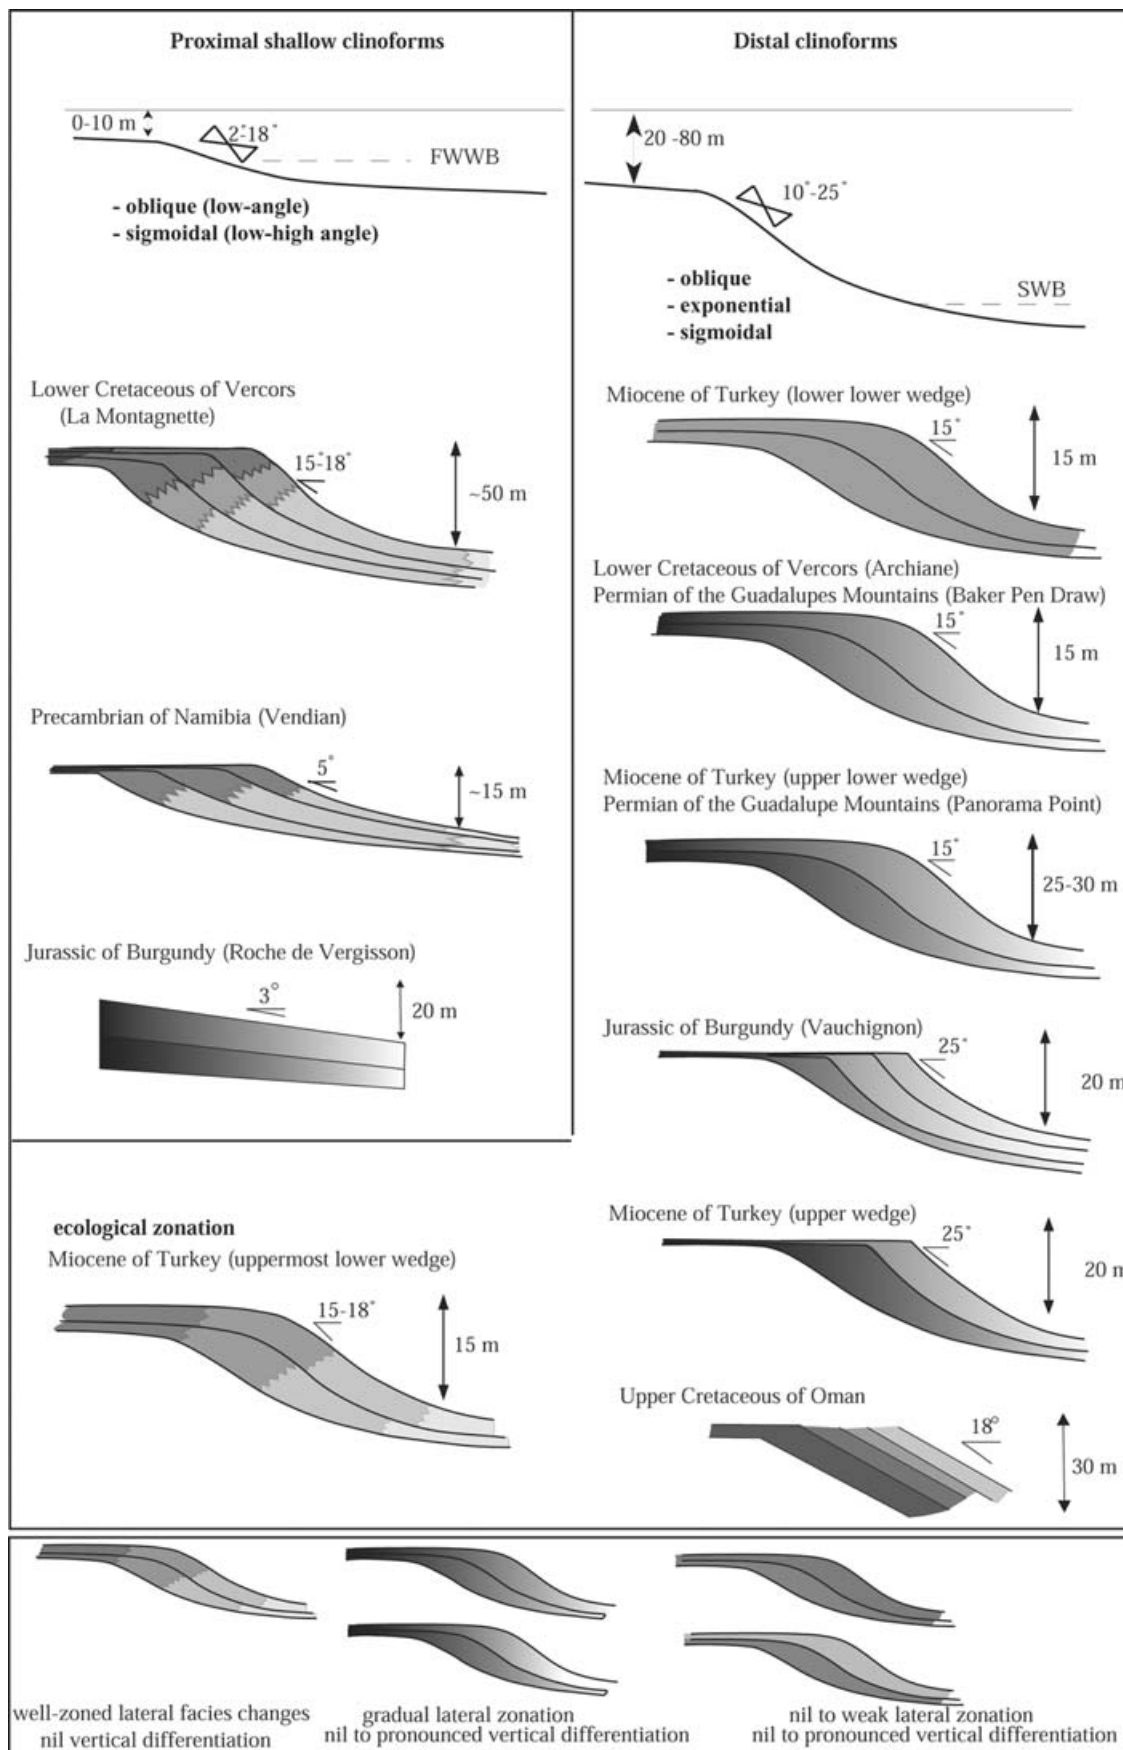 Proximal shallow clinoforms
0-10 m
2°18°
FWWB
- oblique (low-angle)
- sigmoidal (low-high angle)
Lower Cretaceous of Vercors
(La Montagnette)
15°18°
~50 m
Precambrian of Namibia (Vendian)
5°
~15 m
Jurassic of Burgundy (Roche de Vergisson)
3°
20 m
ecological zonation
Miocene of Turkey (uppermost lower wedge)
15-18°
15 m
Distal clinoforms
20 -80 m
10°-25°
- oblique
- exponential
- sigmoidal
SWB
Miocene of Turkey (lower lower wedge)
15°
15 m
Lower Cretaceous of Vercors (Archiane)
Permian of the Guadalupes Mountains (Baker Pen Draw)
15°
15 m
Miocene of Turkey (upper lower wedge)
Permian of the Guadalupe Mountains (Panorama Point)
15°
25-30 m
Jurassic of Burgundy (Vauchignon)
25°
20 m
Miocene of Turkey (upper wedge)
25°
20 m
Upper Cretaceous of Oman
18°
30 m
well-zoned lateral facies changes
nil vertical differentiation
gradual lateral zonation
nil to pronounced vertical differentiation
nil to weak lateral zonation
nil to pronounced vertical differentiation